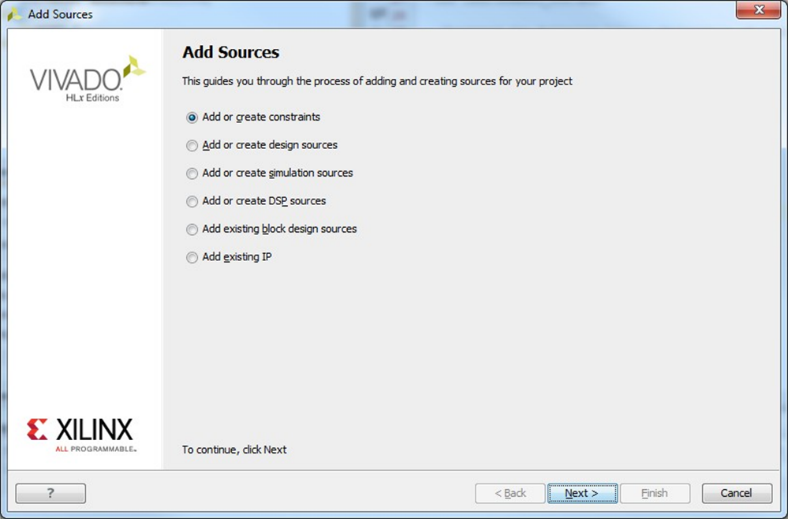 Add Sources
VIVADO.
HLx Editions
Add Sources
This guides you through the process of adding and creating sources for your project
Add or create constraints
Add or create design sources
Add or create simulation sources
Add or create DSP sources
Add existing block design sources
Add existing IP
XILINX
ALL PROGRAMMABLE™
To continue, click Next
?
< Back
Next >
Finish
Cancel